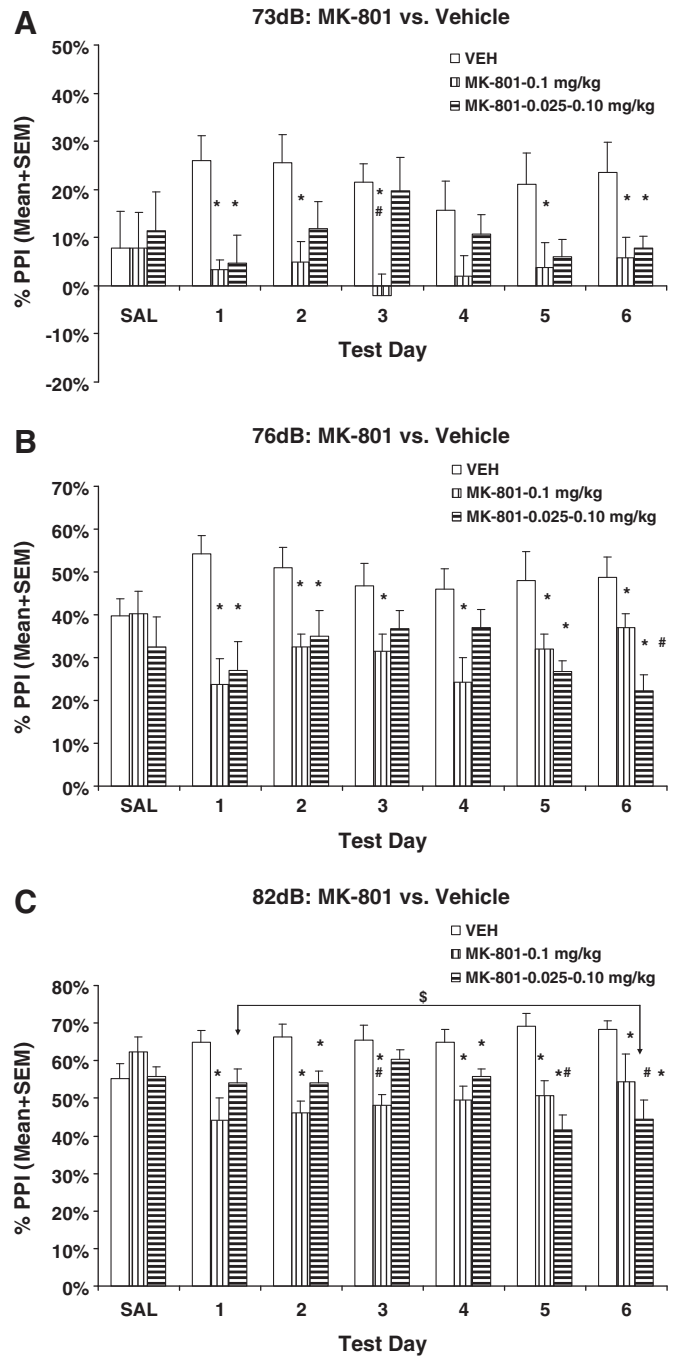 A
73dB: MK-801 vs. Vehicle
VEH
MK-801-0.1 mg/kg
MK-801-0.025-0.10 mg/kg
% PPI (Mean+SEM)
50%
40%
30%
20%
10%
0%
-10%
-20%
* *
*
*
#
*
* *
SAL 1 2 3 4 5 6
Test Day
B
76dB: MK-801 vs. Vehicle
VEH
MK-801-0.1 mg/kg
MK-801-0.025-0.10 mg/kg
% PPI (Mean+SEM)
70%
60%
50%
40%
30%
20%
10%
0%
* *
* *
*
*
*
*
*
* #
SAL 1 2 3 4 5 6
Test Day
C
82dB: MK-801 vs. Vehicle
VEH
MK-801-0.1 mg/kg
MK-801-0.025-0.10 mg/kg
% PPI (Mean+SEM)
80%
70%
60%
50%
40%
30%
20%
10%
0%
$
*
*
*
*
#
*
*
*
*#
*
# *
SAL 1 2 3 4 5 6
Test Day